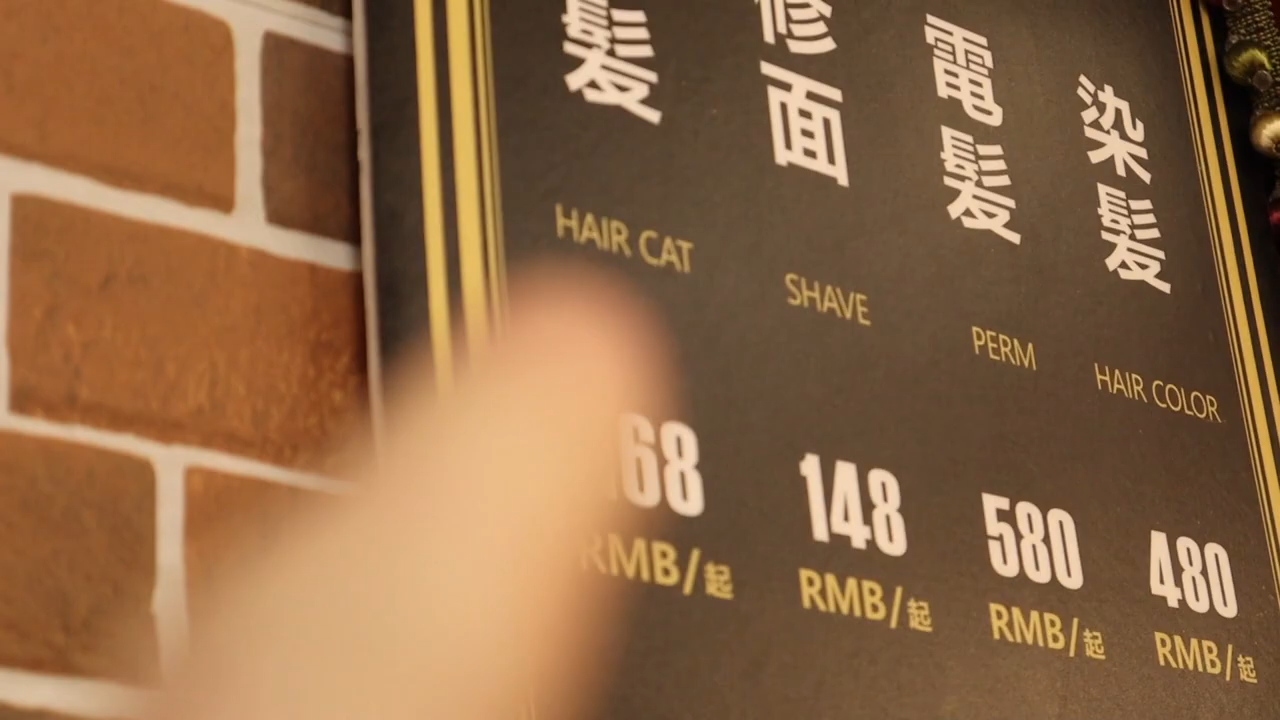 髮
修面
電髮
染髮
HAIR CAT
SHAVE
PERM
HAIR COLOR
68
148
580
480
RMB/起
RMB/起
RMB/起
RMB/起